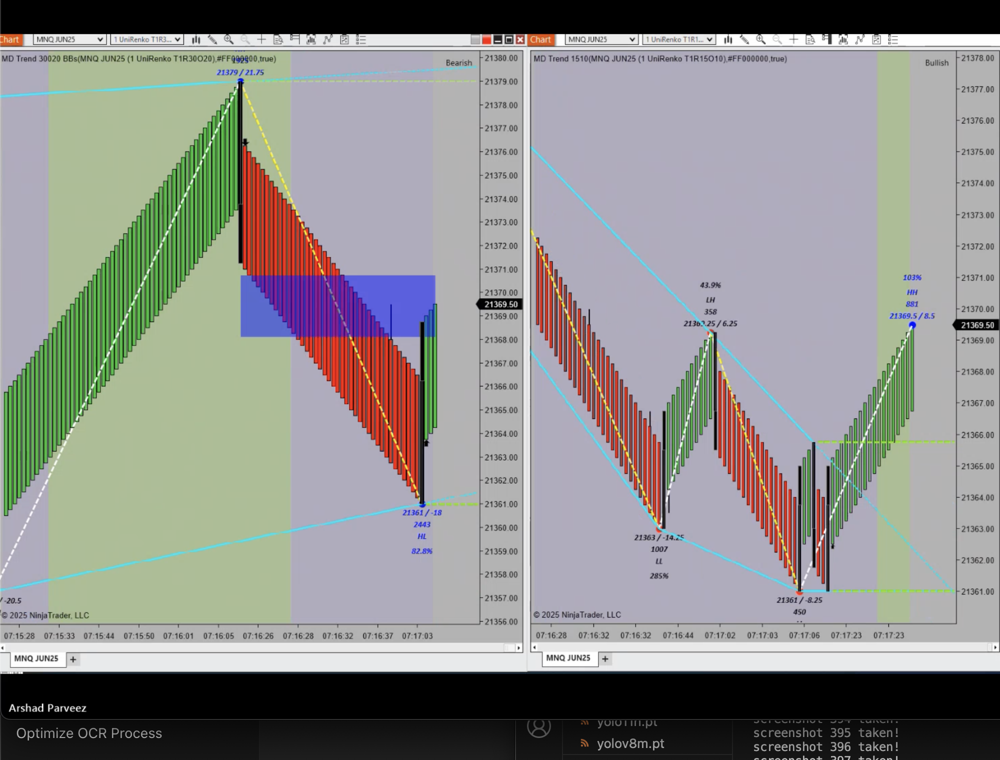 Chart MNQ JUN25 1 UniRenko T1R3...
MD Trend 30020 BBs(MNQ JUN25 (1 UniRenko T1R30O20),#FF000000,true)
Bearish
21379 / 21.75
21380.00
21379.00
21378.00
21377.00
21376.00
21375.00
21374.00
21373.00
21372.00
21371.00
21370.00
21369.50
21368.00
21367.00
21366.00
21365.00
21364.00
21363.00
21362.00
21361.00
21360.00
21359.00
21358.00
21357.00
21356.00
21361 / -18
2443
HL
82.8%
/ -20.5
© 2025 NinjaTrader, LLC
07:15:28 07:15:33 07:15:44 07:15:50 07:16:01 07:16:05 07:16:26 07:16:28 07:16:32 07:16:37 07:17:03
MNQ JUN25 +
Chart MNQ JUN25 1 UniRenko T1R1...
MD Trend 1510(MNQ JUN25 (1 UniRenko T1R15O10),#FF000000,true)
Bullish
21378.00
21377.00
21376.00
21375.00
21374.00
21373.00
21372.00
21371.00
21370.00
21369.50
21369.00
21368.00
21367.00
21366.00
21365.00
21364.00
21363.00
21362.00
21361.00
43.9%
LH
358
/ 6.25
103%
HH
881
21369.5 / 8.5
21363 / -14.25
1007
LL
285%
21361 / -8.25
450
© 2025 NinjaTrader, LLC
07:16:28 07:16:32 07:16:32 07:16:44 07:17:02 07:17:03 07:17:06 07:17:23 07:17:23
MNQ JUN25 +
Arshad Parveez
Optimize OCR Process
yolo11n.pt
yolov8m.pt
screenshot 394 taken!
screenshot 395 taken!
screenshot 396 taken!
screenshot 397 taken!